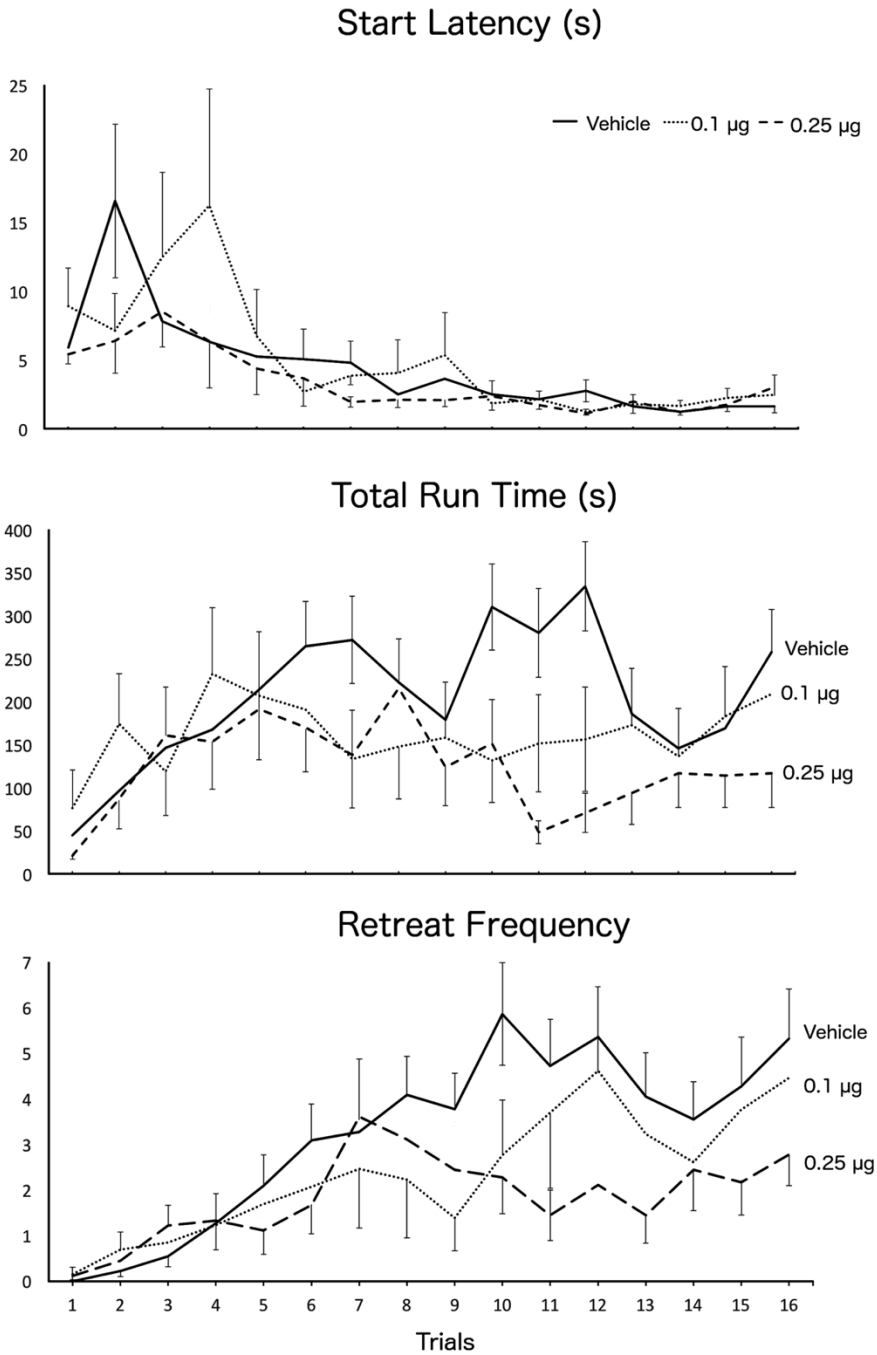 Start Latency (s)
25
20
15
10
5
0
Vehicle 0.1 µg 0.25 µg
Total Run Time (s)
400
350
300
250
200
150
100
50
0
Vehicle
0.1 µg
0.25 µg
Retreat Frequency
7
6
5
4
3
2
1
0
Vehicle
0.1 µg
0.25 µg
1 2 3 4 5 6 7 8 9 10 11 12 13 14 15 16
Trials